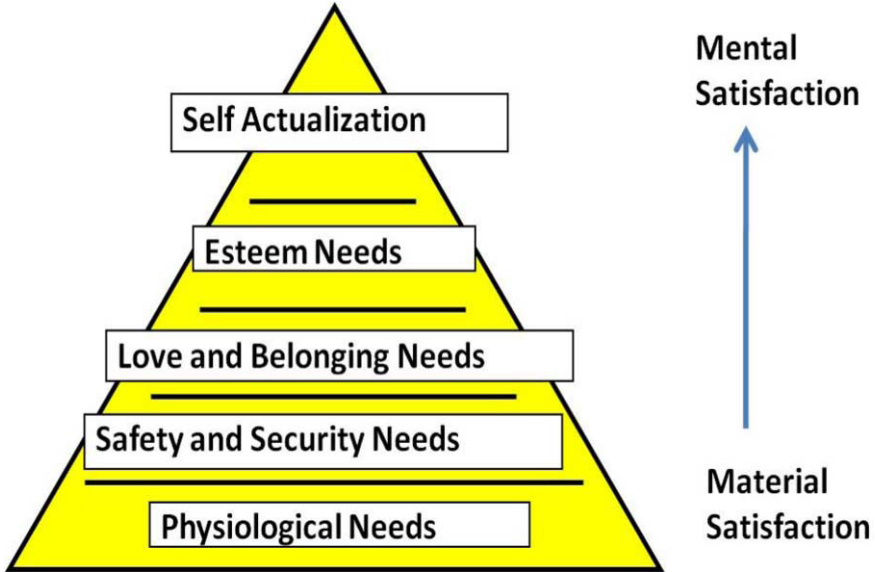 Mental
Satisfaction
Self Actualization
Esteem Needs
Love and Belonging Needs
Safety and Security Needs
Physiological Needs
Material
Satisfaction